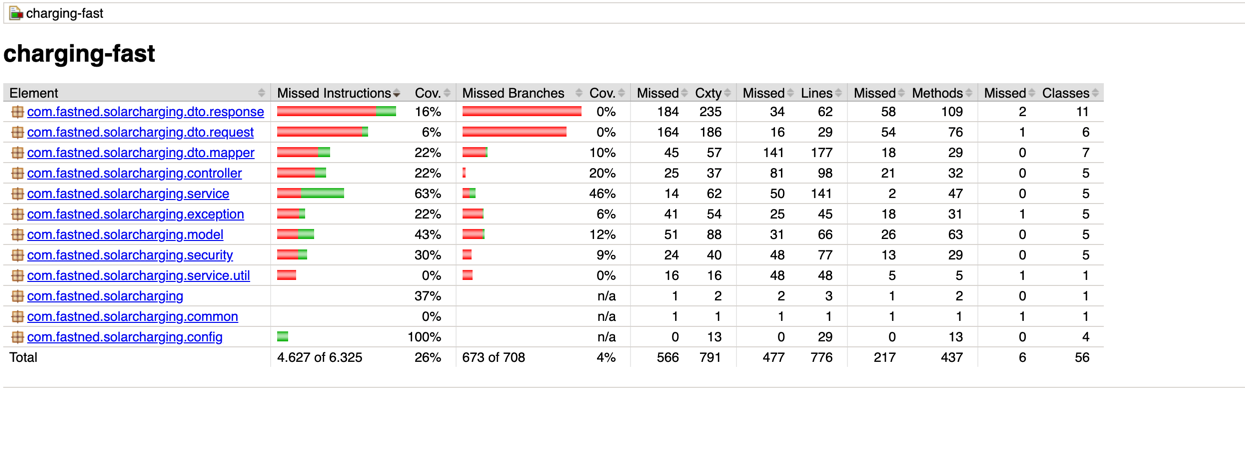 charging-fast
charging-fast
Element Missed Instructions Cov. Missed Branches Cov. Missed Cxty Missed Lines Missed Methods Missed Classes
com.fastned.solarcharging.dto.response 16% 0% 184 235 34 62 58 109 2 11
com.fastned.solarcharging.dto.request 6% 0% 164 186 16 29 54 76 1 6
com.fastned.solarcharging.dto.mapper 22% 10% 45 57 141 177 18 29 0 7
com.fastned.solarcharging.controller 22% 20% 25 37 81 98 21 32 0 5
com.fastned.solarcharging.service 63% 46% 14 62 50 141 2 47 0 5
com.fastned.solarcharging.exception 22% 6% 41 54 25 45 18 31 1 5
com.fastned.solarcharging.model 43% 12% 51 88 31 66 26 63 0 5
com.fastned.solarcharging.security 30% 9% 24 40 48 77 13 29 0 5
com.fastned.solarcharging.service.util 0% 0% 16 16 48 48 5 5 1 1
com.fastned.solarcharging 37% n/a 1 2 2 3 1 2 0 1
com.fastned.solarcharging.common 0% n/a 1 1 1 1 1 1 1 1
com.fastned.solarcharging.config 100% n/a 0 13 0 29 0 13 0 4
Total 4.627 of 6.325 26% 673 of 708 4% 566 791 477 776 217 437 6 56